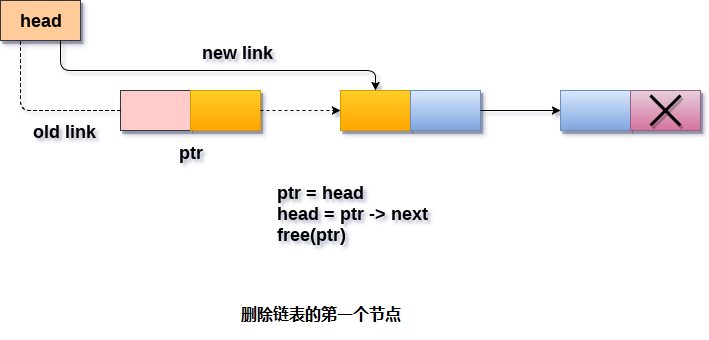 head
new link
old link
ptr
ptr = head
head = ptr -> next
free(ptr)
删除链表的第一个节点